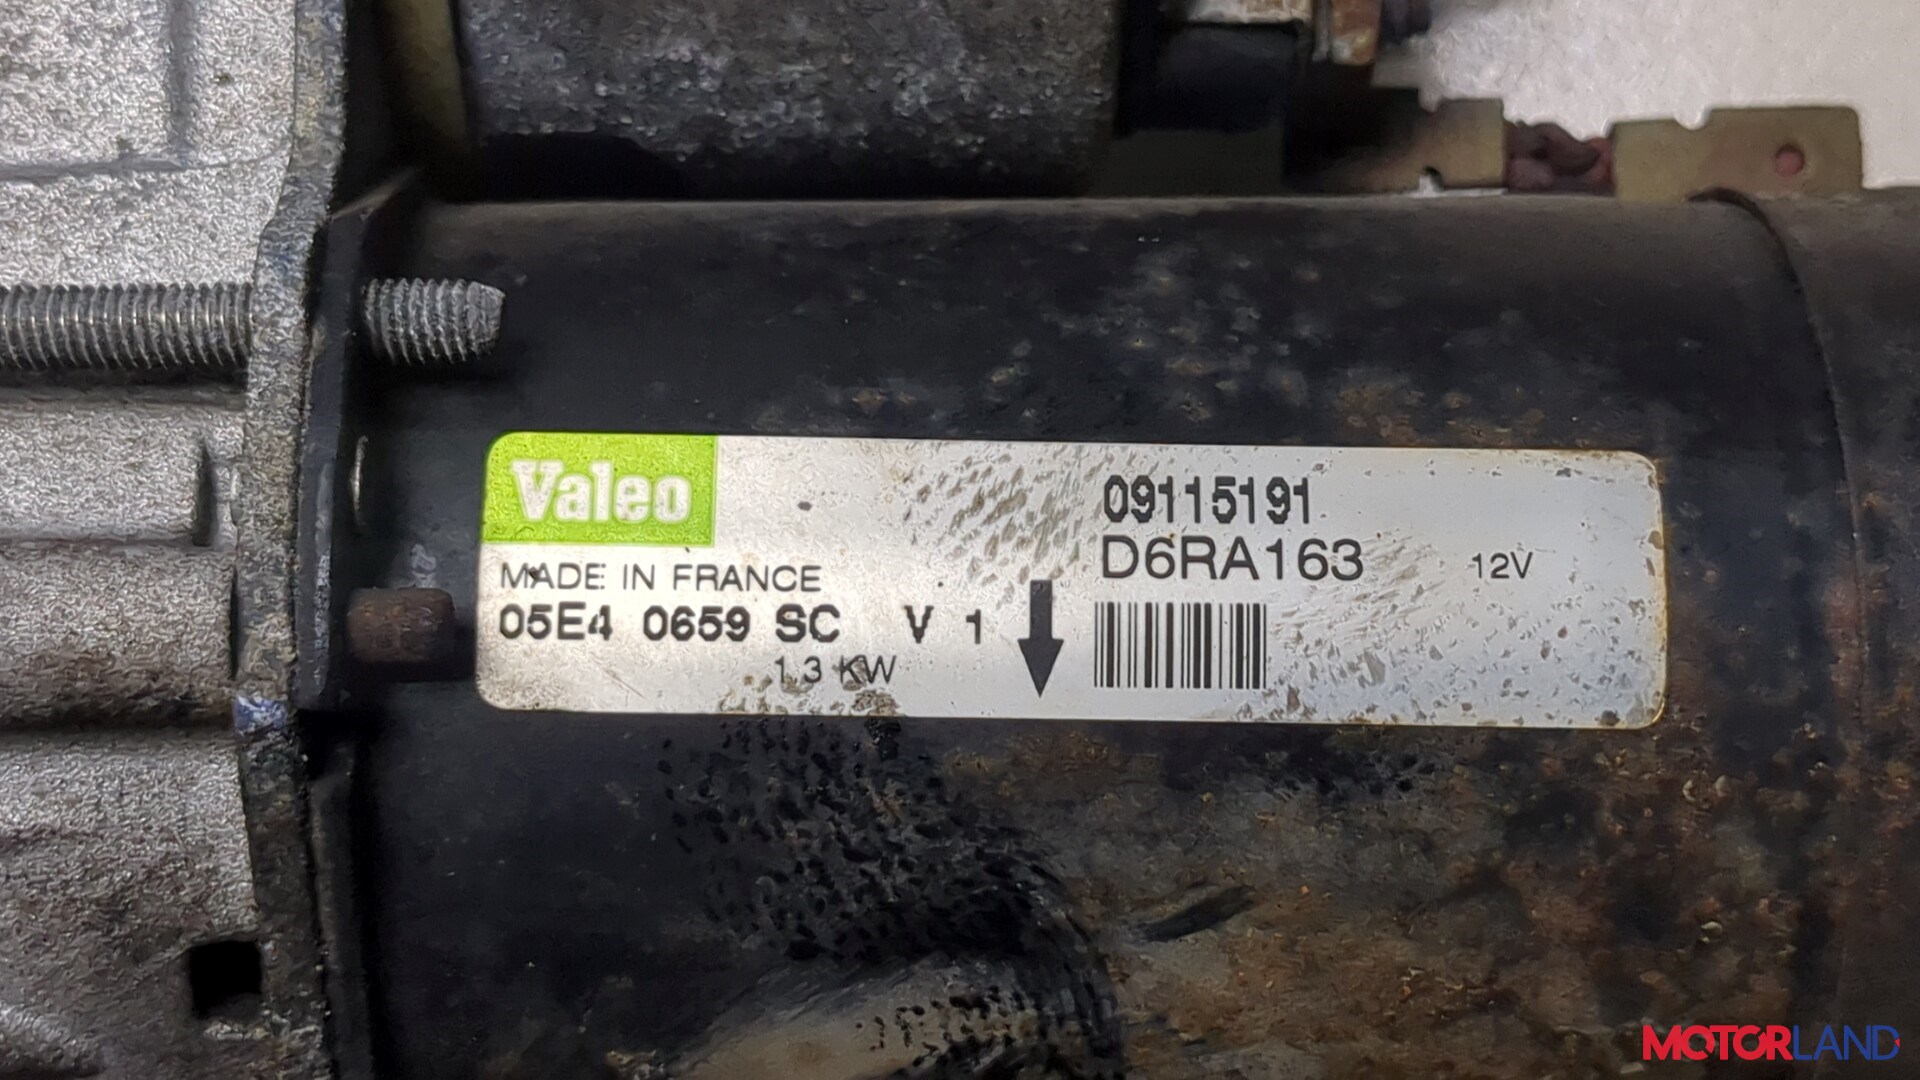 Valeo
MADE IN FRANCE
05E4 0659 SC V 1
1.3 KW
09115191
D6RA163 12V
MOTORLAND